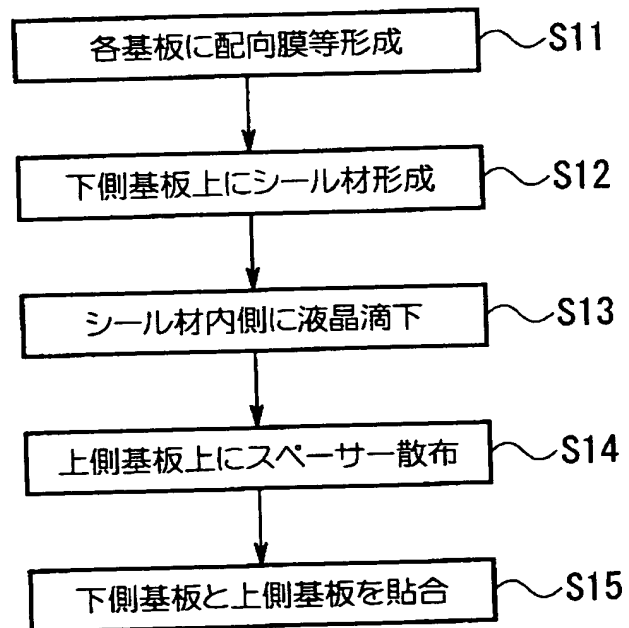 各基板に配向膜等形成 S11
下側基板上にシール材形成 S12
シール材内側に液晶滴下 S13
上側基板上にスペーサー散布 S14
下側基板と上側基板を貼合 S15